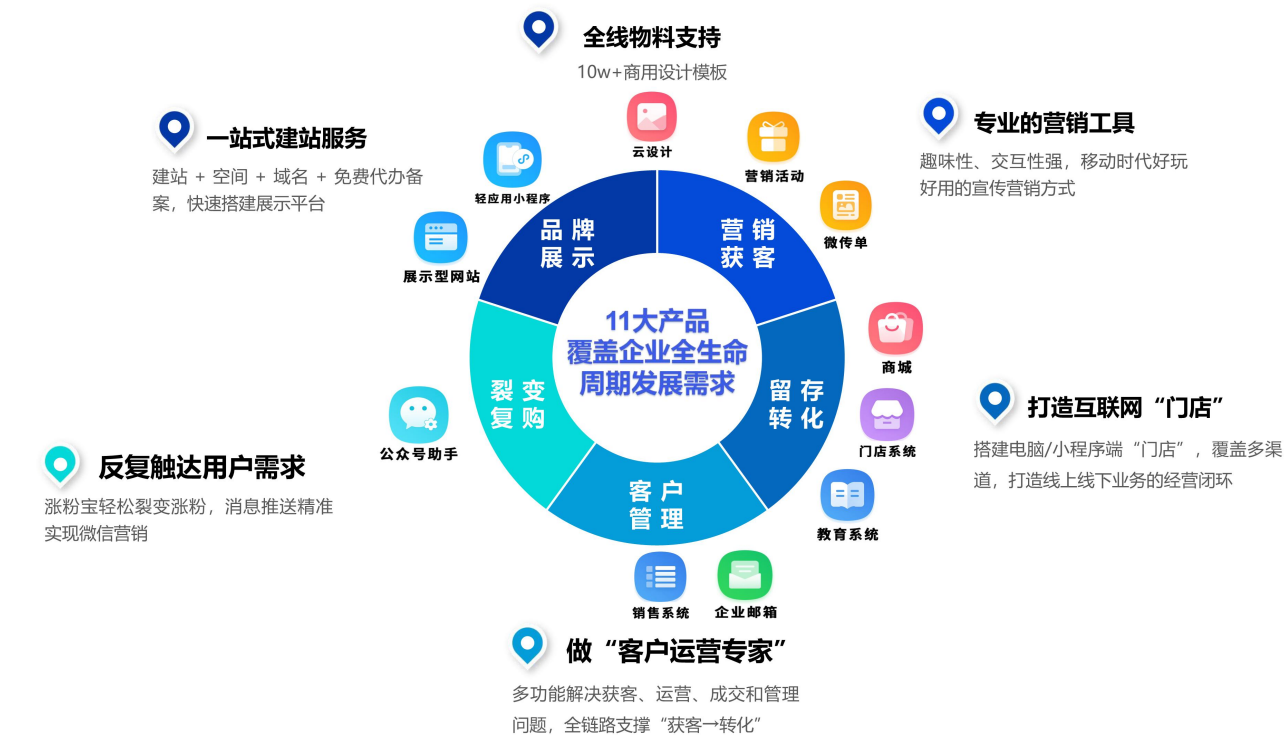 全线物料支持
10w+商用设计模板
一站式建站服务
建站 + 空间 + 域名 + 免费代办备
案，快速搭建展示平台
专业的营销工具
趣味性、交互性强，移动时代好玩
好用的宣传营销方式
云设计
营销活动
轻应用小程序
微传单
展示型网站
品牌
展示
营销
获客
11大产品
覆盖企业全生命
周期发展需求
商城
裂变
复购
留存
转化
门店系统
公众号助手
打造互联网“门店”
搭建电脑/小程序端“门店”，覆盖多渠
道，打造线上线下业务的经营闭环
反复触达用户需求
涨粉宝轻松裂变涨粉，消息推送精准
实现微信营销
客户
管理
教育系统
销售系统
企业邮箱
做“客户运营专家”
多功能解决获客、运营、成交和管理
问题，全链路支撑“获客→转化”